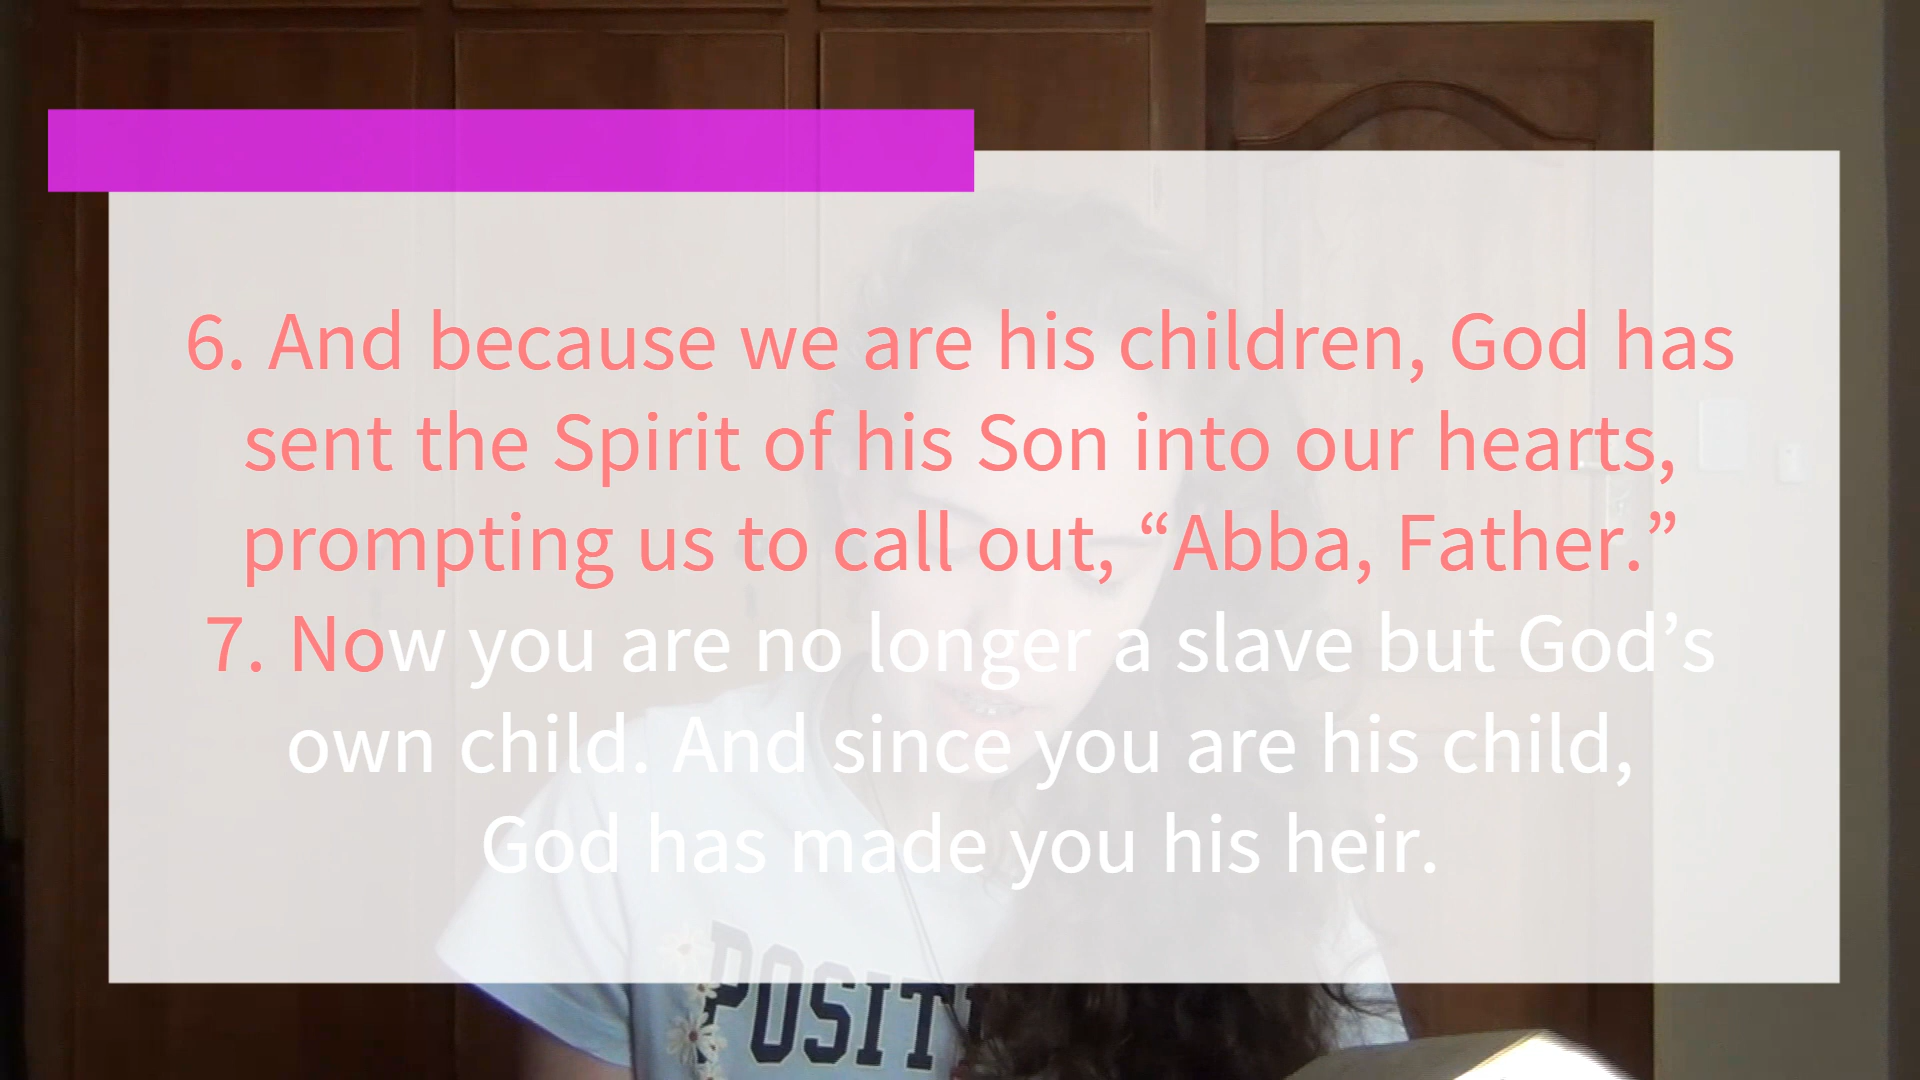 6. And because we are his children, God has
sent the Spirit of his Son into our hearts,
prompting us to call out, “Abba, Father.”
7. Now you are no longer a slave but God’s
own child. And since you are his child,
God has made you his heir.
POSIT